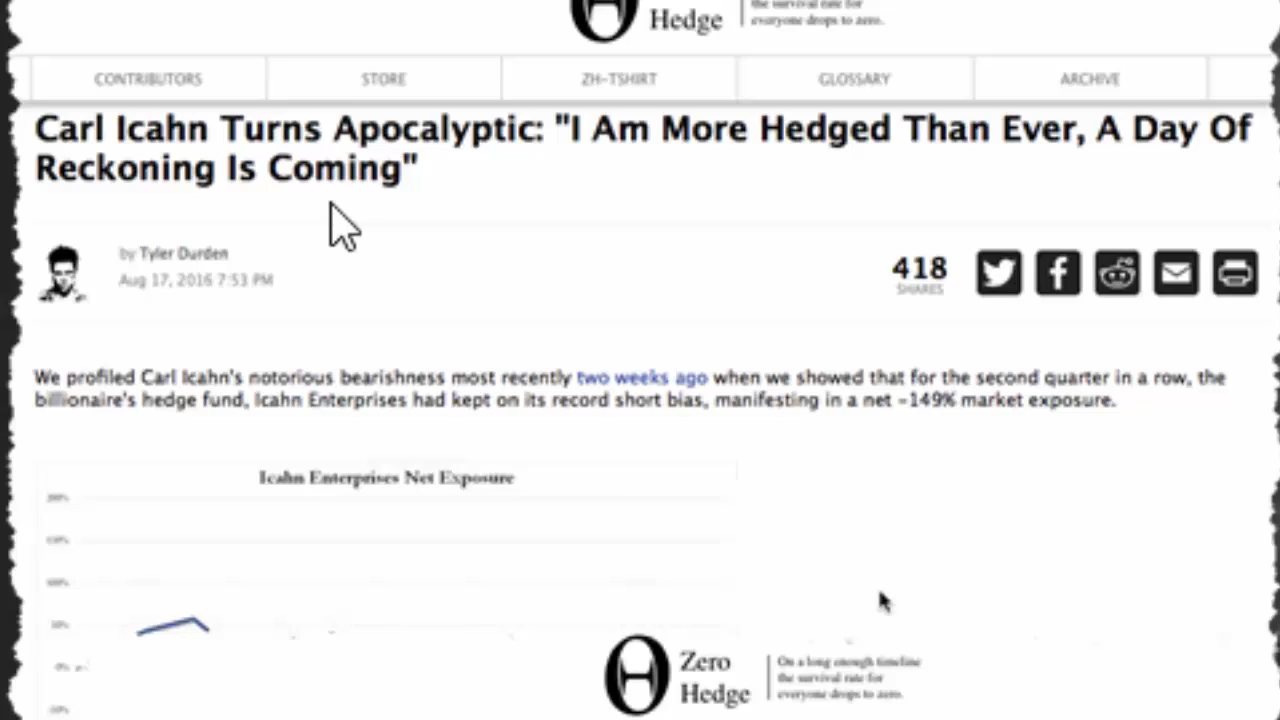 the survival rate for
Hedge
everyone drops to zero.
CONTRIBUTORS
STORE
ZH-TSHIRT
GLOSSARY
ARCHIVE
Carl Icahn Turns Apocalyptic: "I Am More Hedged Than Ever, A Day Of
Reckoning Is Coming"
by Tyler Durden
Aug 17, 2016 7:53 PM
418
SHARES
We profiled Carl Icahn's notorious bearishness most recently two weeks ago when we showed that for the second quarter in a row, the
billionaire's hedge fund, Icahn Enterprises had kept on its record short bias, manifesting in a net -149% market exposure.
Icahn Enterprises Net Exposure
200%
150%
100%
50%
0%
Zero
Hedge
On a long enough timeline
the survival rate for
everyone drops to zero.